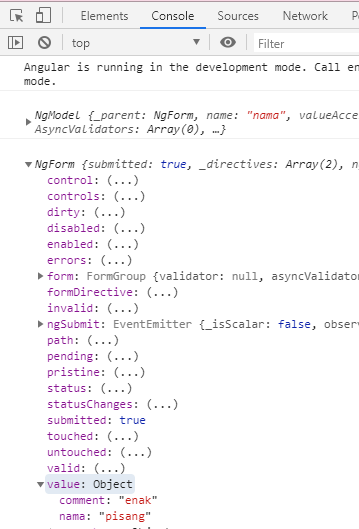 Elements Console Sources Network
top Filter
Angular is running in the development mode. Call en
mode.
NgModel {_parent: NgForm, name: "nama", valueAcce
AsyncValidators: Array(0), …}
NgForm {submitted: true, _directives: Array(2), n
control: (...)
controls: (...)
dirty: (...)
disabled: (...)
enabled: (...)
errors: (...)
form: FormGroup {validator: null, asyncValidato
formDirective: (...)
invalid: (...)
ngSubmit: EventEmitter {_isScalar: false, obser
path: (...)
pending: (...)
pristine: (...)
status: (...)
statusChanges: (...)
submitted: true
touched: (...)
untouched: (...)
valid: (...)
value: Object
comment: "enak"
nama: "pisang"